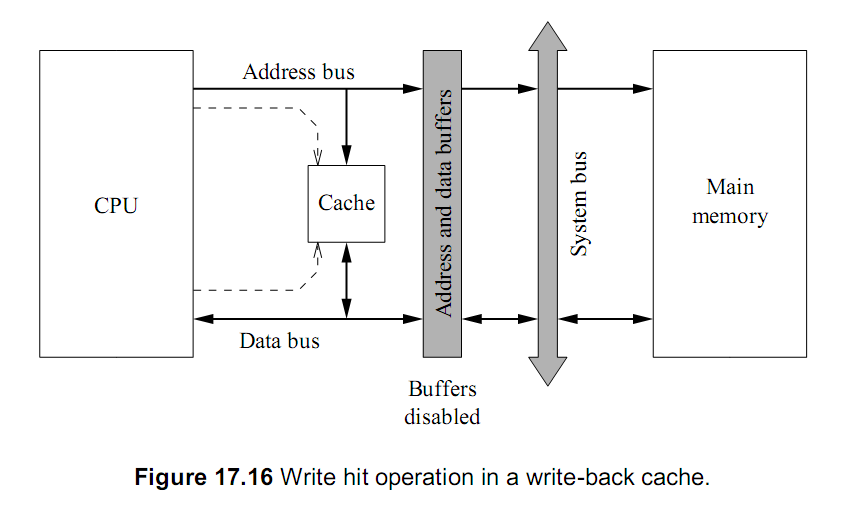 Address bus
CPU
Cache
Address and data buffers
System bus
Main
memory
Data bus
Buffers
disabled
Figure 17.16 Write hit operation in a write-back cache.